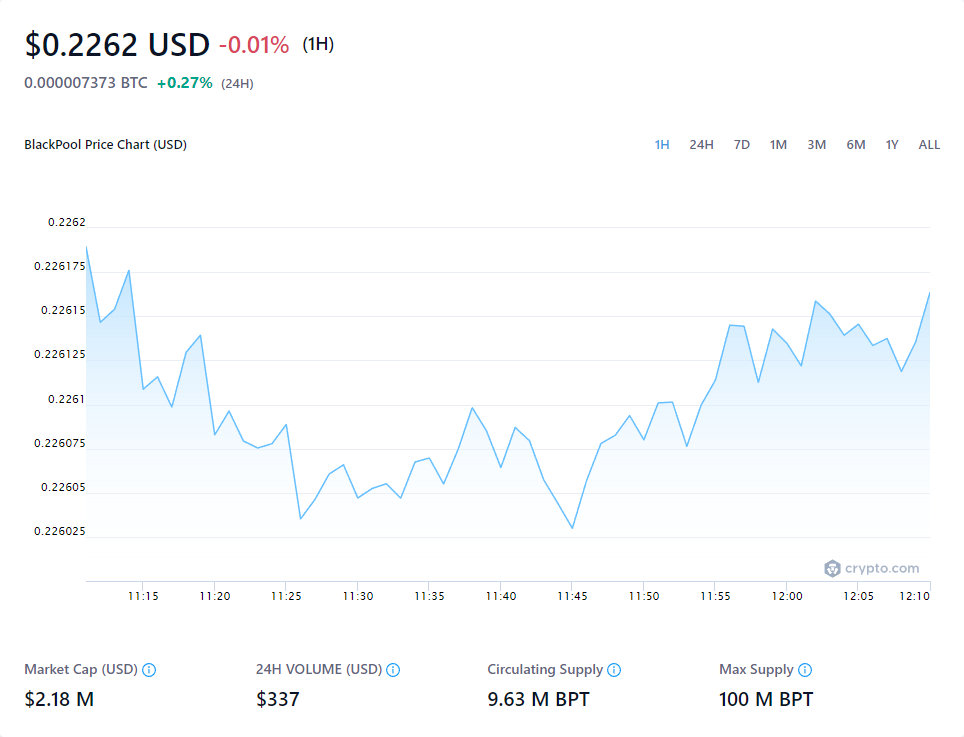 $0.2262 USD -0.01% (1H)
0.000007373 BTC +0.27% (24H)
BlackPool Price Chart (USD) 1H 24H 7D 1M 3M 6M 1Y ALL
0.2262
0.226175
0.22615
0.226125
0.2261
0.226075
0.22605
0.226025
crypto.com
11:15 11:20 11:25 11:30 11:35 11:40 11:45 11:50 11:55 12:00 12:05 12:10
Market Cap (USD) 24H VOLUME (USD) Circulating Supply Max Supply
$2.18 M $337 9.63 M BPT 100 M BPT